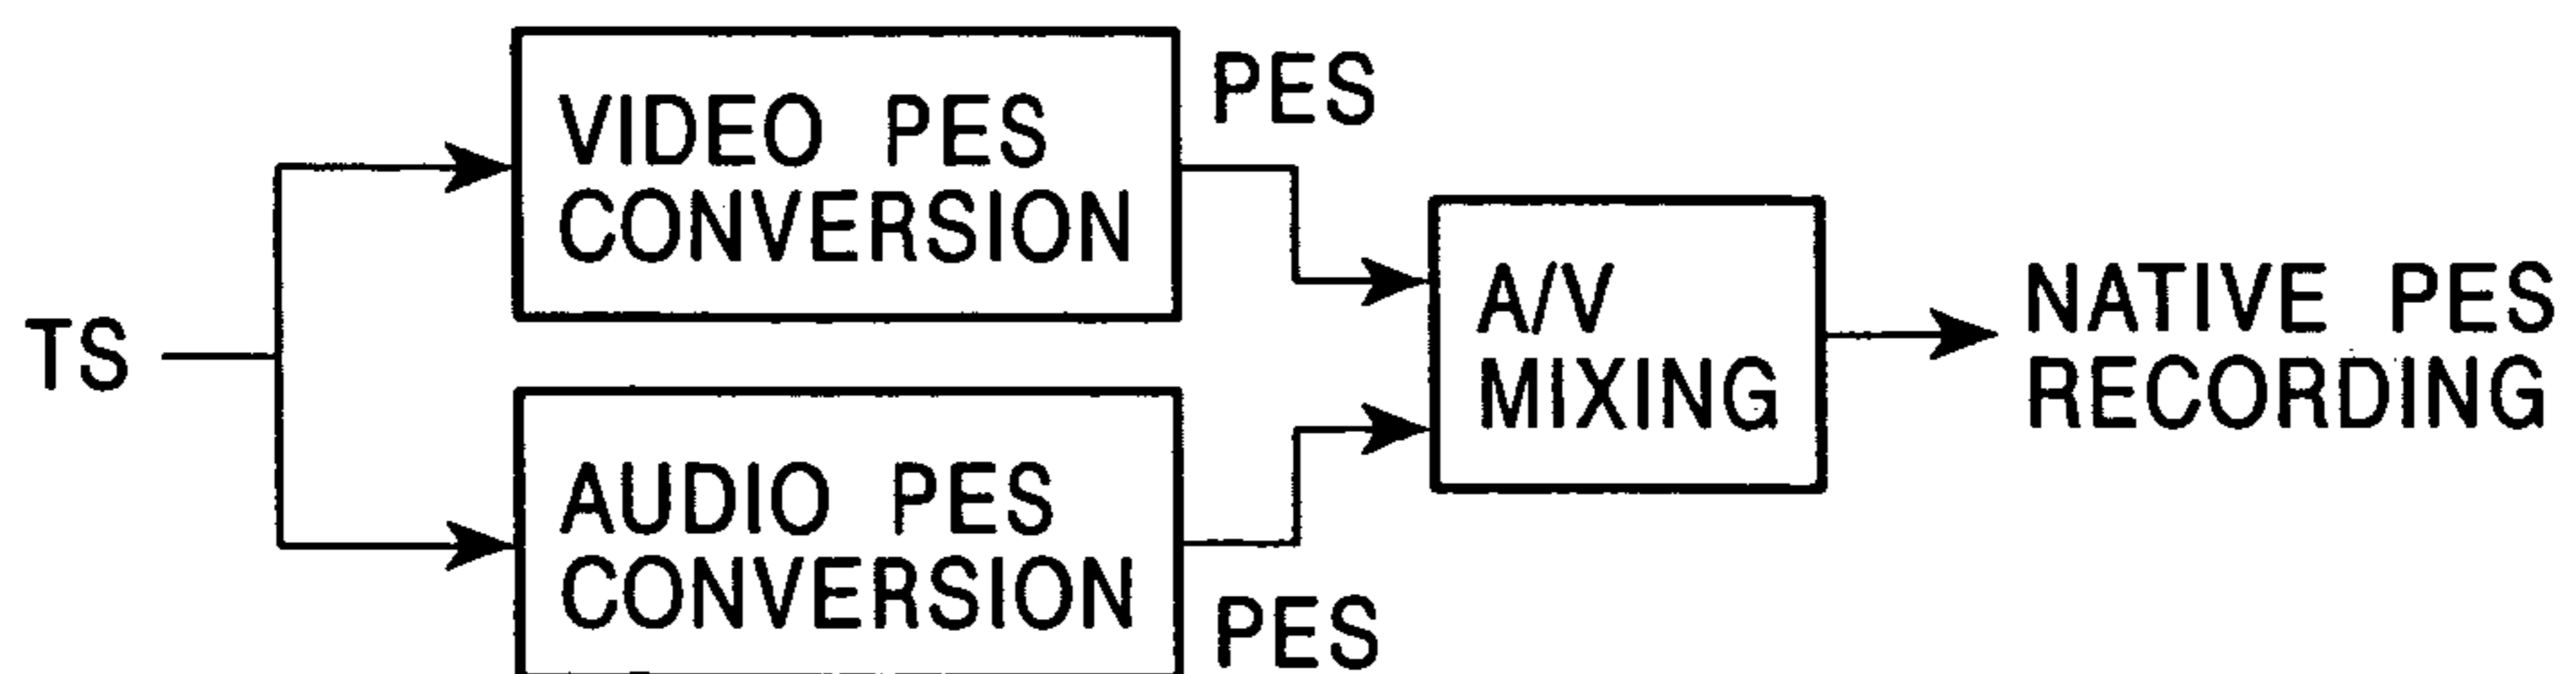 TS
VIDEO PES
CONVERSION
PES
AUDIO PES
CONVERSION
PES
A/V
MIXING
NATIVE PES
RECORDING